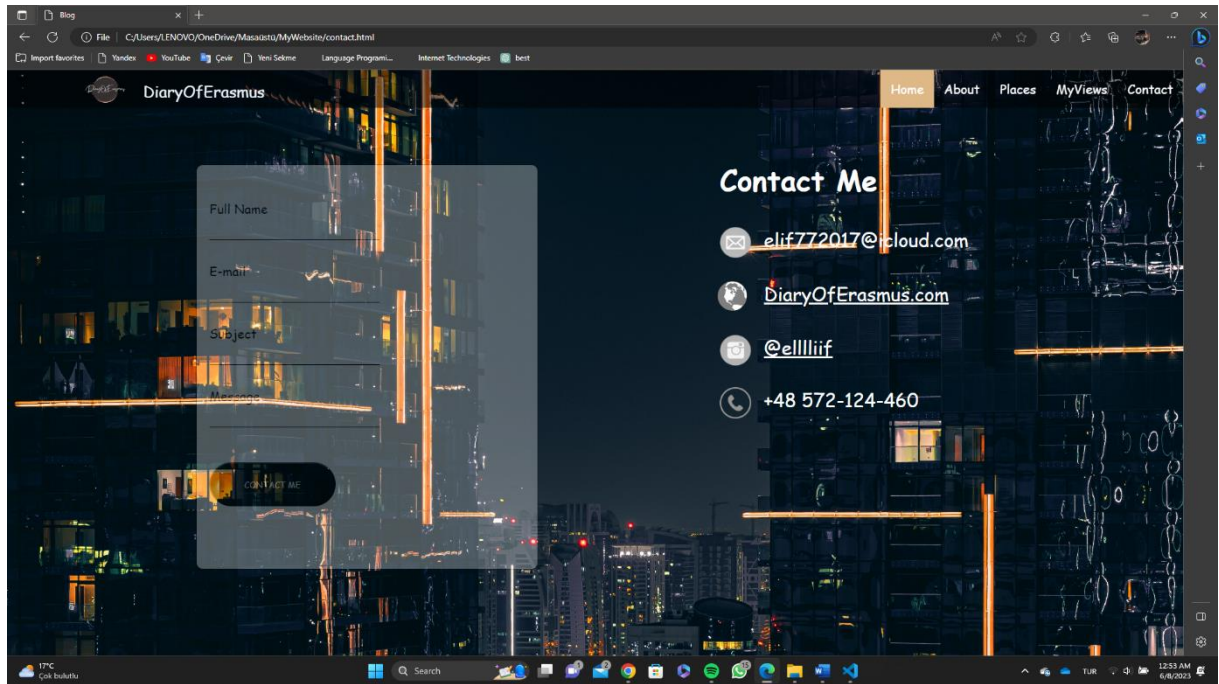 Blog
File C:/Users/LENOVO/OneDrive/Masaüstü/MyWebsite/contact.html
Import favorites Yandex YouTube Çevir Yeni Sekme Language Programi... Internet Technologies best
DiaryOfErasmus Home About Places MyViews Contact
Full Name
E-mail
Subject
Message
CONTACT ME
Contact Me
elif772017@icloud.com
DiaryOfErasmus.com
@elllliif
+48 572-124-460
17°C
Çok bulutlu
Search
TUR
12:53 AM
6/8/2023